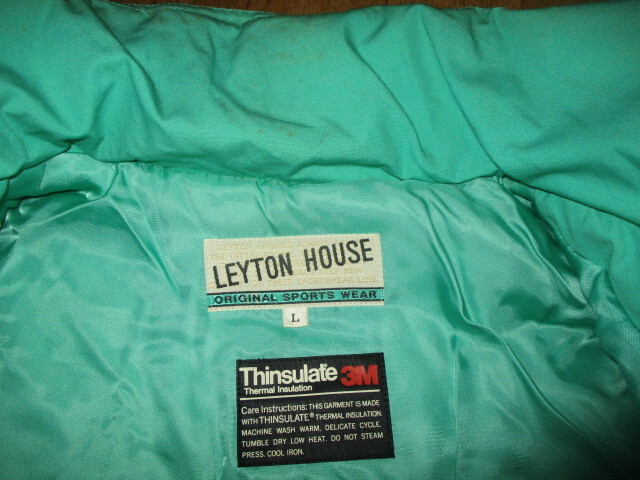 LEYTON HOUSE
ORIGINAL SPORTS WEAR
L
Thinsulate 3M
Thermal Insulation
Care Instructions: THIS GARMENT IS MADE
WITH THINSULATE® THERMAL INSULATION.
MACHINE WASH WARM, DELICATE CYCLE.
TUMBLE DRY LOW HEAT. DO NOT STEAM
PRESS. COOL IRON.